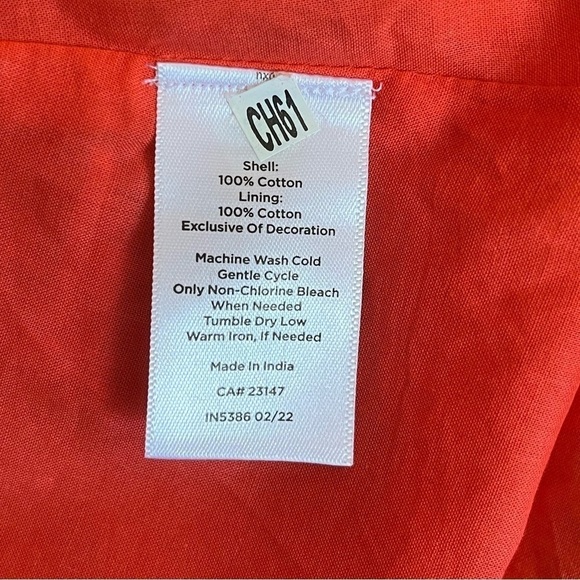 CH61
Shell:
100% Cotton
Lining:
100% Cotton
Exclusive Of Decoration
Machine Wash Cold
Gentle Cycle
Only Non-Chlorine Bleach
When Needed
Tumble Dry Low
Warm Iron, If Needed
Made In India
CA# 23147
IN5386 02/22